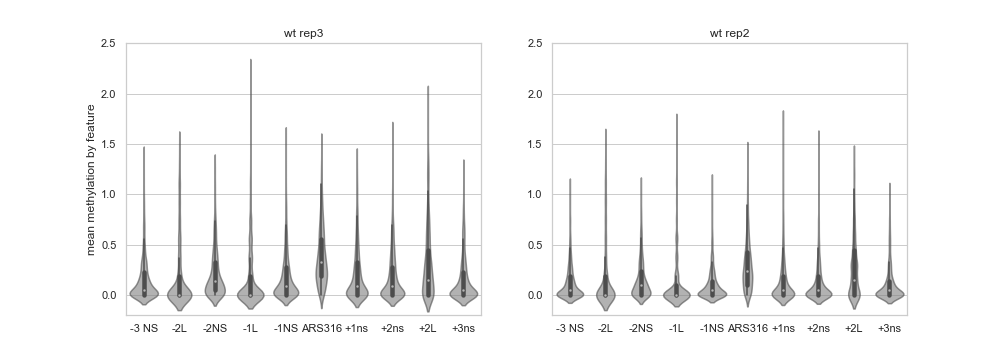 wt rep3
wt rep2
mean methylation by feature
2.5
2.0
1.5
1.0
0.5
0.0
-3 NS -2L -2NS -1L -1NS ARS316 +1ns +2ns +2L +3ns
2.5
2.0
1.5
1.0
0.5
0.0
-3 NS -2L -2NS -1L -1NS ARS316 +1ns +2ns +2L +3ns